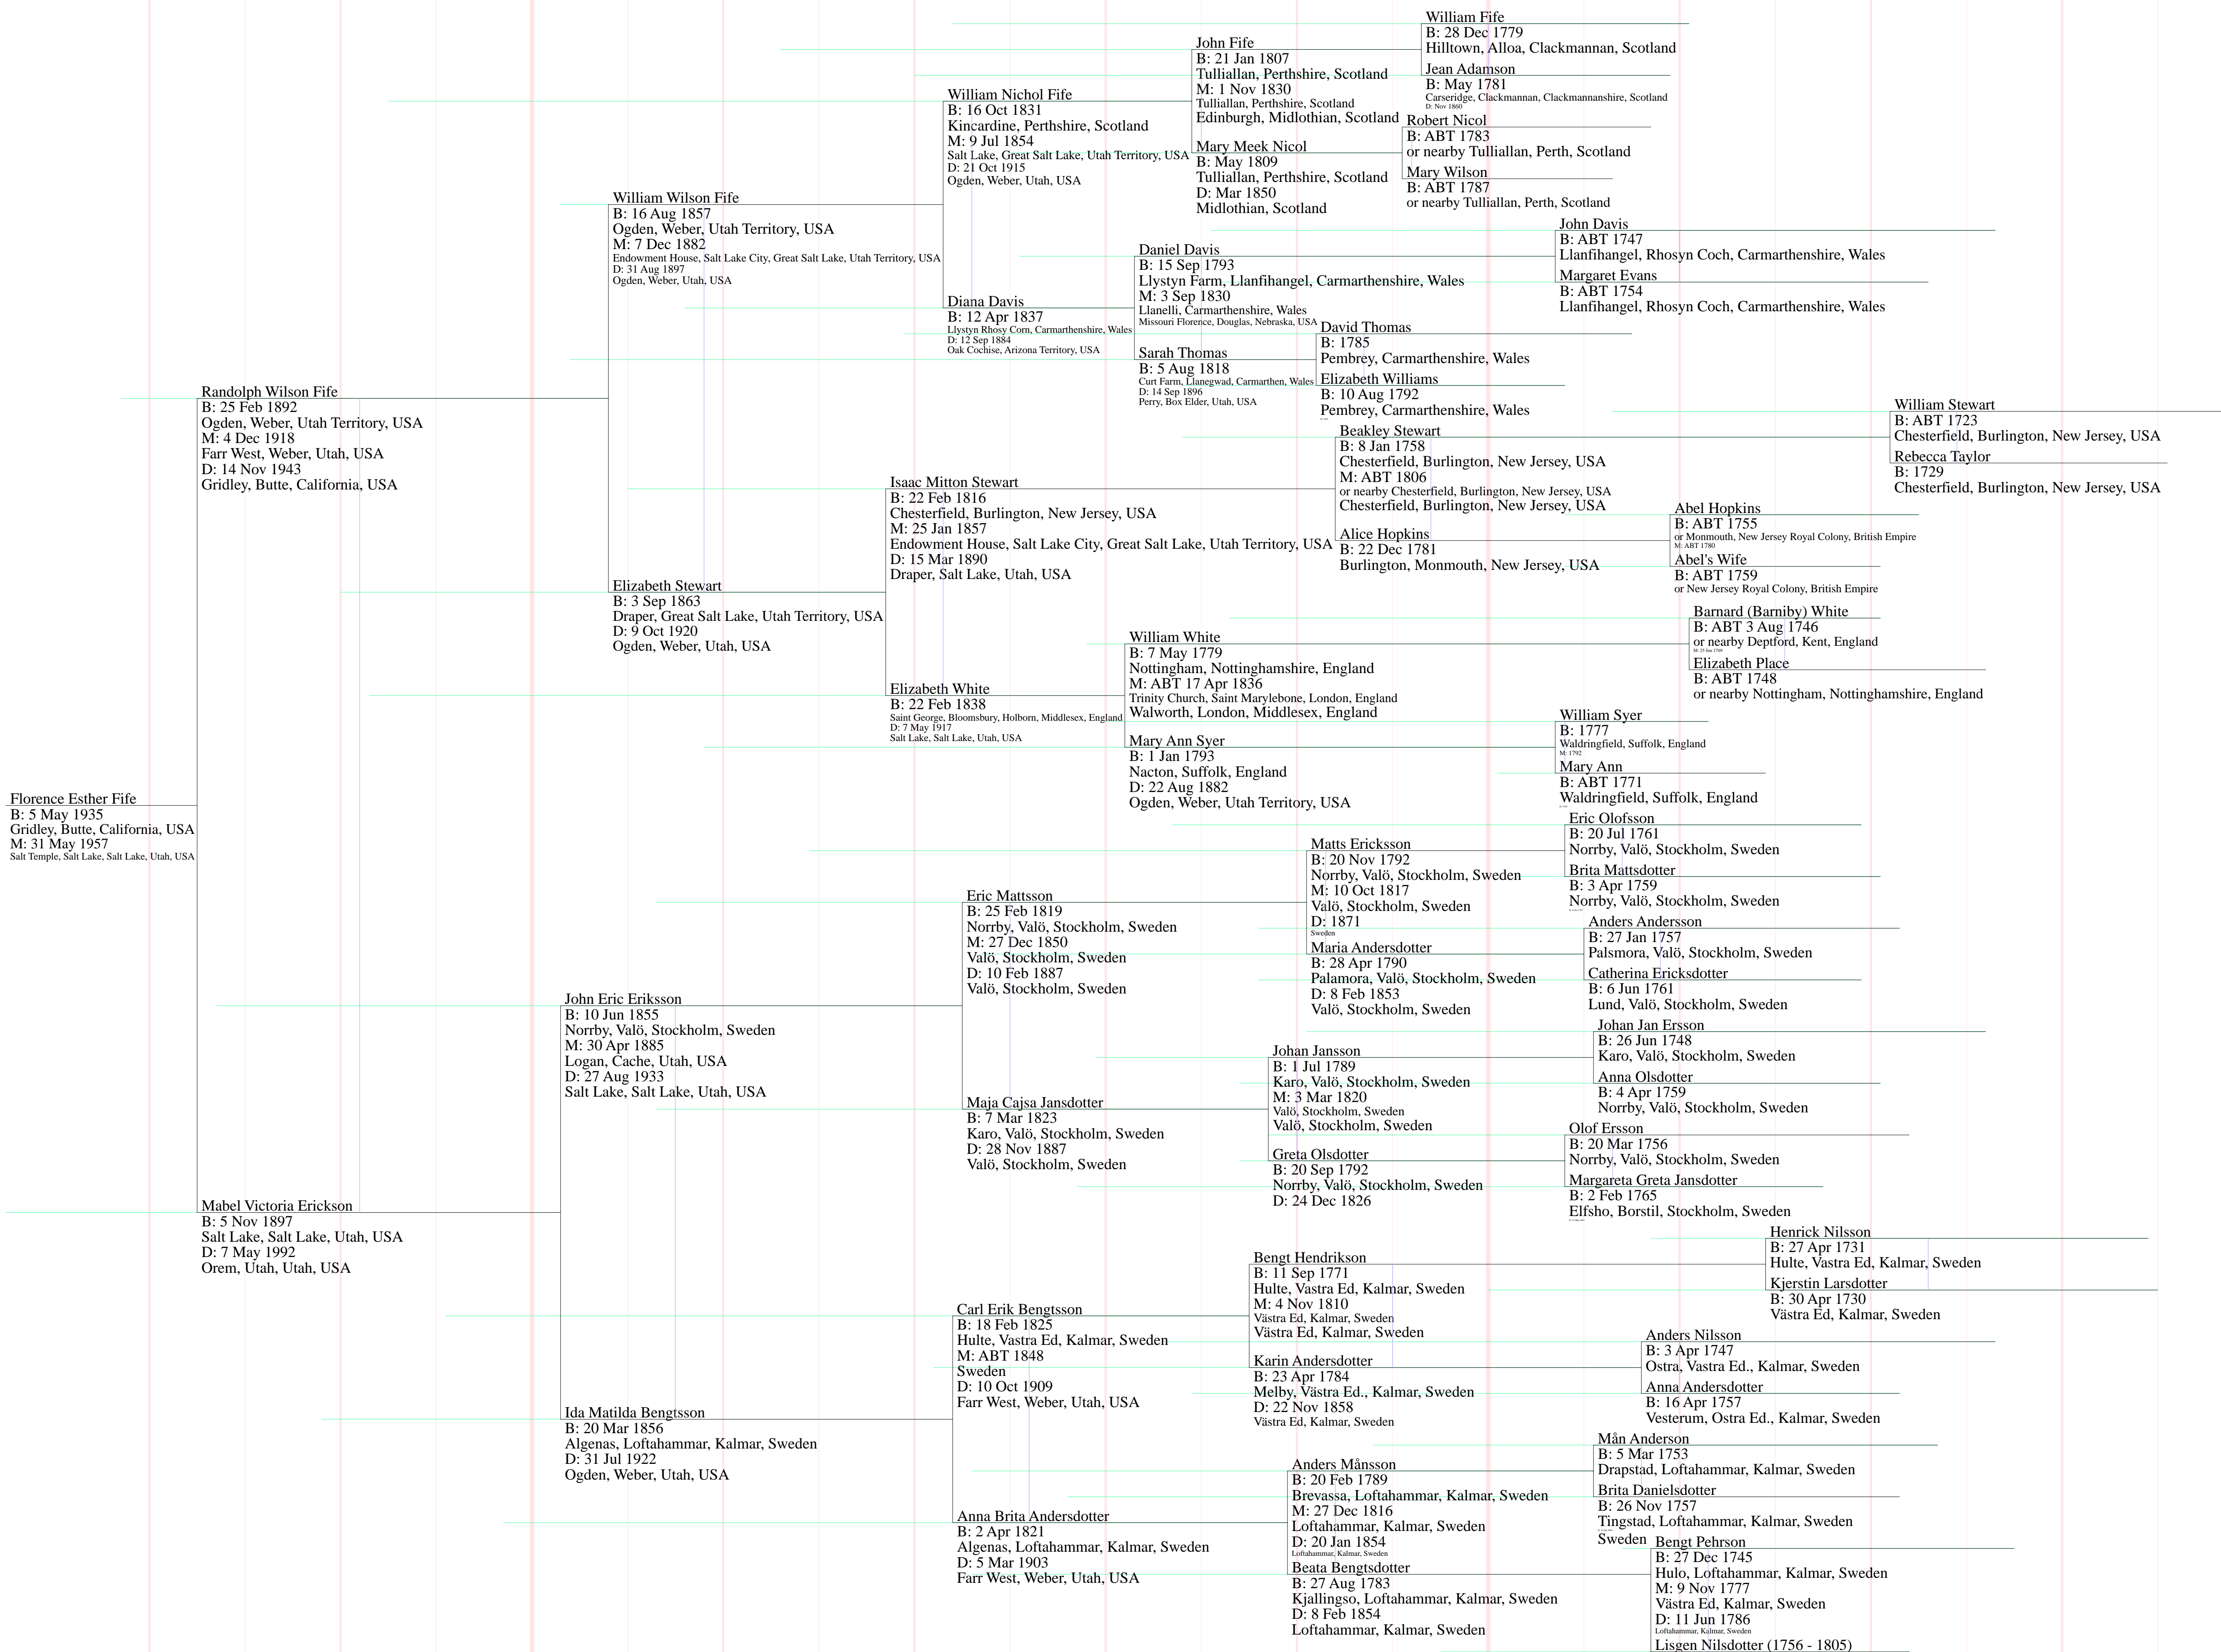 Florence Esther Fife
B: 5 May 1935
Gridley, Butte, California, USA
M: 31 May 1957
Salt Temple, Salt Lake, Salt Lake, Utah, USA
Randolph Wilson Fife
B: 25 Feb 1892
Ogden, Weber, Utah Territory, USA
M: 4 Dec 1918
Farr West, Weber, Utah, USA
D: 14 Nov 1943
Gridley, Butte, California, USA
Mabel Victoria Erickson
B: 5 Nov 1897
Salt Lake, Salt Lake, Utah, USA
D: 7 May 1992
Orem, Utah, Utah, USA
William Wilson Fife
B: 16 Aug 1857
Ogden, Weber, Utah Territory, USA
M: 7 Dec 1882
Endowment House, Salt Lake City, Great Salt Lake, Utah Territory, USA
D: 31 Aug 1897
Ogden, Weber, Utah, USA
Elizabeth Stewart
B: 3 Sep 1863
Draper, Great Salt Lake, Utah Territory, USA
D: 9 Oct 1920
Ogden, Weber, Utah, USA
John Eric Eriksson
B: 10 Jun 1855
Norrby, Valö, Stockholm, Sweden
M: 30 Apr 1885
Logan, Cache, Utah, USA
D: 27 Aug 1933
Salt Lake, Salt Lake, Utah, USA
Ida Matilda Bengtsson
B: 20 Mar 1856
Algenas, Loftahammar, Kalmar, Sweden
D: 31 Jul 1922
Ogden, Weber, Utah, USA
William Nichol Fife
B: 16 Oct 1831
Kincardine, Perthshire, Scotland
M: 9 Jul 1854
Salt Lake, Great Salt Lake, Utah Territory, USA
D: 21 Oct 1915
Ogden, Weber, Utah, USA
Diana Davis
B: 12 Apr 1837
Llystyn Rhosy Corn, Carmarthenshire, Wales
D: 12 Sep 1884
Oak Cochise, Arizona Territory, USA
Isaac Mitton Stewart
B: 22 Feb 1816
Chesterfield, Burlington, New Jersey, USA
M: 25 Jan 1857
Endowment House, Salt Lake City, Great Salt Lake, Utah Territory, USA
D: 15 Mar 1890
Draper, Salt Lake, Utah, USA
Elizabeth White
B: 22 Feb 1838
Saint George, Bloomsbury, Holborn, Middlesex, England
D: 7 May 1917
Salt Lake, Salt Lake, Utah, USA
Eric Mattsson
B: 25 Feb 1819
Norrby, Valö, Stockholm, Sweden
M: 27 Dec 1850
Valö, Stockholm, Sweden
D: 10 Feb 1887
Valö, Stockholm, Sweden
Maja Cajsa Jansdotter
B: 7 Mar 1823
Karo, Valö, Stockholm, Sweden
D: 28 Nov 1887
Valö, Stockholm, Sweden
Carl Erik Bengtsson
B: 18 Feb 1825
Hulte, Vastra Ed, Kalmar, Sweden
M: ABT 1848
Sweden
D: 10 Oct 1909
Farr West, Weber, Utah, USA
Anna Brita Andersdotter
B: 2 Apr 1821
Algenas, Loftahammar, Kalmar, Sweden
D: 5 Mar 1903
Farr West, Weber, Utah, USA
John Fife
B: 21 Jan 1807
Tulliallan, Perthshire, Scotland
M: 1 Nov 1830
Tulliallan, Perthshire, Scotland
Edinburgh, Midlothian, Scotland
Mary Meek Nicol
B: May 1809
Tulliallan, Perthshire, Scotland
D: Mar 1850
Midlothian, Scotland
Daniel Davis
B: 15 Sep 1793
Llystyn Farm, Llanfihangel, Carmarthenshire, Wales
M: 3 Sep 1830
Llanelli, Carmarthenshire, Wales
Missouri Florence, Douglas, Nebraska, USA
Sarah Thomas
B: 5 Aug 1818
Curt Farm, Llanegwad, Carmarthen, Wales
D: 14 Sep 1896
Perry, Box Elder, Utah, USA
Beakley Stewart
B: 8 Jan 1758
Chesterfield, Burlington, New Jersey, USA
M: ABT 1806
or nearby Chesterfield, Burlington, New Jersey, USA
Chesterfield, Burlington, New Jersey, USA
Alice Hopkins
B: 22 Dec 1781
Burlington, Monmouth, New Jersey, USA
William White
B: 7 May 1779
Nottingham, Nottinghamshire, England
M: ABT 17 Apr 1836
Trinity Church, Saint Marylebone, London, England
Walworth, London, Middlesex, England
Mary Ann Syer
B: 1 Jan 1793
Nacton, Suffolk, England
D: 22 Aug 1882
Ogden, Weber, Utah Territory, USA
Matts Ericksson
B: 20 Nov 1792
Norrby, Valö, Stockholm, Sweden
M: 10 Oct 1817
Valö, Stockholm, Sweden
D: 1871
Sweden
Maria Andersdotter
B: 28 Apr 1790
Palamora, Valö, Stockholm, Sweden
D: 8 Feb 1853
Valö, Stockholm, Sweden
Johan Jansson
B: 1 Jul 1789
Karo, Valö, Stockholm, Sweden
M: 3 Mar 1820
Valö, Stockholm, Sweden
Valö, Stockholm, Sweden
Greta Olsdotter
B: 20 Sep 1792
Norrby, Valö, Stockholm, Sweden
D: 24 Dec 1826
Bengt Hendrikson
B: 11 Sep 1771
Hulte, Vastra Ed, Kalmar, Sweden
M: 4 Nov 1810
Västra Ed, Kalmar, Sweden
Västra Ed, Kalmar, Sweden
Karin Andersdotter
B: 23 Apr 1784
Melby, Västra Ed., Kalmar, Sweden
D: 22 Nov 1858
Västra Ed, Kalmar, Sweden
Anders Månsson
B: 20 Feb 1789
Brevassa, Loftahammar, Kalmar, Sweden
M: 27 Dec 1816
Loftahammar, Kalmar, Sweden
D: 20 Jan 1854
Loftahammar, Kalmar, Sweden
Beata Bengtsdotter
B: 27 Aug 1783
Kjallingso, Loftahammar, Kalmar, Sweden
D: 8 Feb 1854
Loftahammar, Kalmar, Sweden
William Fife
B: 28 Dec 1779
Hilltown, Alloa, Clackmannan, Scotland
Jean Adamson
B: May 1781
Carseridge, Clackmannan, Clackmannanshire, Scotland
D: Nov 1860
Robert Nicol
B: ABT 1783
or nearby Tulliallan, Perth, Scotland
Mary Wilson
B: ABT 1787
or nearby Tulliallan, Perth, Scotland
John Davis
B: ABT 1747
Llanfihangel, Rhosyn Coch, Carmarthenshire, Wales
Margaret Evans
B: ABT 1754
Llanfihangel, Rhosyn Coch, Carmarthenshire, Wales
David Thomas
B: 1785
Pembrey, Carmarthenshire, Wales
Elizabeth Williams
B: 10 Aug 1792
Pembrey, Carmarthenshire, Wales
William Stewart
B: ABT 1723
Chesterfield, Burlington, New Jersey, USA
Rebecca Taylor
B: 1729
Chesterfield, Burlington, New Jersey, USA
Abel Hopkins
B: ABT 1755
or Monmouth, New Jersey Royal Colony, British Empire
M: ABT 1780
Abel's Wife
B: ABT 1759
or New Jersey Royal Colony, British Empire
Barnard (Barniby) White
B: ABT 3 Aug 1746
or nearby Deptford, Kent, England
M: 25 Jan 1769
Elizabeth Place
B: ABT 1748
or nearby Nottingham, Nottinghamshire, England
William Syer
B: 1777
Waldringfield, Suffolk, England
M: 1792
Mary Ann
B: ABT 1771
Waldringfield, Suffolk, England
Eric Olofsson
B: 20 Jul 1761
Norrby, Valö, Stockholm, Sweden
Brita Mattsdotter
B: 3 Apr 1759
Norrby, Valö, Stockholm, Sweden
Anders Andersson
B: 27 Jan 1757
Palsmora, Valö, Stockholm, Sweden
Catherina Ericksdotter
B: 6 Jun 1761
Lund, Valö, Stockholm, Sweden
Johan Jan Ersson
B: 26 Jun 1748
Karo, Valö, Stockholm, Sweden
Anna Olsdotter
B: 4 Apr 1759
Norrby, Valö, Stockholm, Sweden
Olof Ersson
B: 20 Mar 1756
Norrby, Valö, Stockholm, Sweden
Margareta Greta Jansdotter
B: 2 Feb 1765
Elfsho, Borstil, Stockholm, Sweden
Henrick Nilsson
B: 27 Apr 1731
Hulte, Vastra Ed, Kalmar, Sweden
Kjerstin Larsdotter
B: 30 Apr 1730
Västra Ed, Kalmar, Sweden
Anders Nilsson
B: 3 Apr 1747
Ostra, Vastra Ed., Kalmar, Sweden
Anna Andersdotter
B: 16 Apr 1757
Vesterum, Ostra Ed., Kalmar, Sweden
Mån Anderson
B: 5 Mar 1753
Drapstad, Loftahammar, Kalmar, Sweden
Brita Danielsdotter
B: 26 Nov 1757
Tingstad, Loftahammar, Kalmar, Sweden
Sweden
Bengt Pehrson
B: 27 Dec 1745
Hulo, Loftahammar, Kalmar, Sweden
M: 9 Nov 1777
Västra Ed, Kalmar, Sweden
D: 11 Jun 1786
Loftahammar, Kalmar, Sweden
Lisgen Nilsdotter (1756 - 1805)